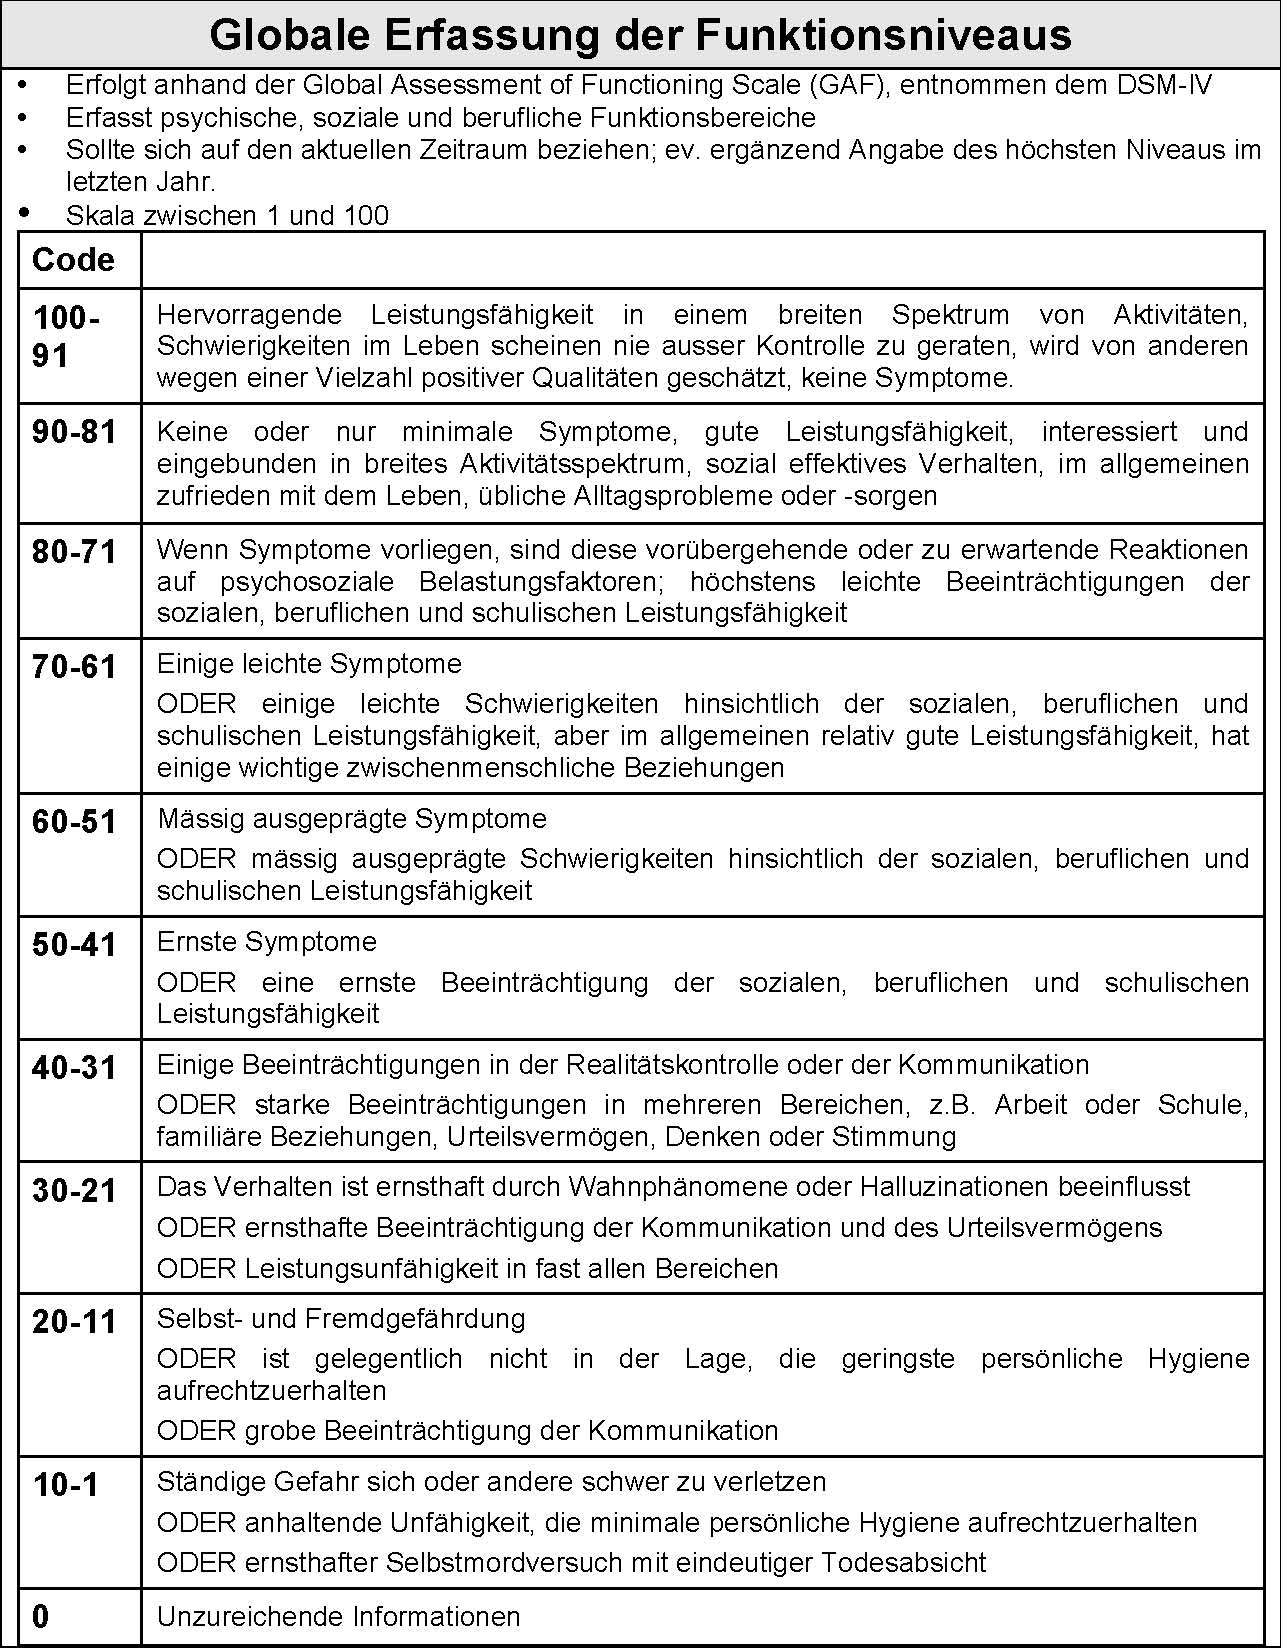 Globale Erfassung der Funktionsniveaus
• Erfolgt anhand der Global Assessment of Functioning Scale (GAF), entnommen dem DSM-IV
• Erfasst psychische, soziale und berufliche Funktionsbereiche
• Sollte sich auf den aktuellen Zeitraum beziehen; ev. ergänzend Angabe des höchsten Niveaus im
letzten Jahr.
• Skala zwischen 1 und 100
Code
100-
91
Hervorragende Leistungsfähigkeit in einem breiten Spektrum von Aktivitäten,
Schwierigkeiten im Leben scheinen nie ausser Kontrolle zu geraten, wird von anderen
wegen einer Vielzahl positiver Qualitäten geschätzt, keine Symptome.
90-81
Keine oder nur minimale Symptome, gute Leistungsfähigkeit, interessiert und
eingebunden in breites Aktivitätsspektrum, sozial effektives Verhalten, im allgemeinen
zufrieden mit dem Leben, übliche Alltagsprobleme oder -sorgen
80-71
Wenn Symptome vorliegen, sind diese vorübergehende oder zu erwartende Reaktionen
auf psychosoziale Belastungsfaktoren; höchstens leichte Beeinträchtigungen der
sozialen, beruflichen und schulischen Leistungsfähigkeit
70-61
Einige leichte Symptome
ODER einige leichte Schwierigkeiten hinsichtlich der sozialen, beruflichen und
schulischen Leistungsfähigkeit, aber im allgemeinen relativ gute Leistungsfähigkeit, hat
einige wichtige zwischenmenschliche Beziehungen
60-51
Mässig ausgeprägte Symptome
ODER mässig ausgeprägte Schwierigkeiten hinsichtlich der sozialen, beruflichen und
schulischen Leistungsfähigkeit
50-41
Ernste Symptome
ODER eine ernste Beeinträchtigung der sozialen, beruflichen und schulischen
Leistungsfähigkeit
40-31
Einige Beeinträchtigungen in der Realitätskontrolle oder der Kommunikation
ODER starke Beeinträchtigungen in mehreren Bereichen, z.B. Arbeit oder Schule,
familiäre Beziehungen, Urteilsvermögen, Denken oder Stimmung
30-21
Das Verhalten ist ernsthaft durch Wahnphänomene oder Halluzinationen beeinflusst
ODER ernsthafte Beeinträchtigung der Kommunikation und des Urteilsvermögens
ODER Leistungsunfähigkeit in fast allen Bereichen
20-11
Selbst- und Fremdgefährdung
ODER ist gelegentlich nicht in der Lage, die geringste persönliche Hygiene
aufrechtzuerhalten
ODER grobe Beeinträchtigung der Kommunikation
10-1
Ständige Gefahr sich oder andere schwer zu verletzen
ODER anhaltende Unfähigkeit, die minimale persönliche Hygiene aufrechtzuerhalten
ODER ernsthafter Selbstmordversuch mit eindeutiger Todesabsicht
0
Unzureichende Informationen